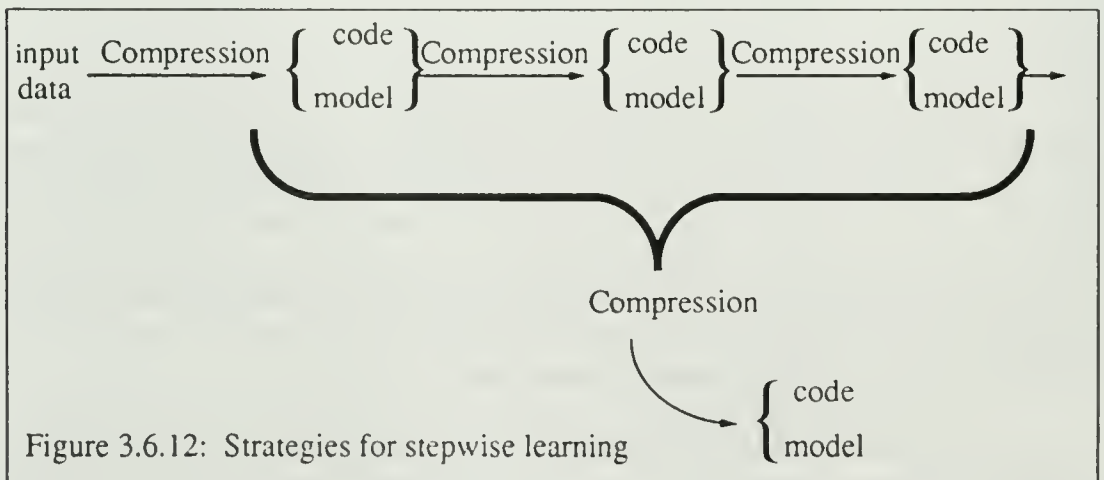 input Compression { code } Compression { code } Compression { code }
data { model } { model } { model }
Compression
{ code
model
Figure 3.6.12: Strategies for stepwise learning